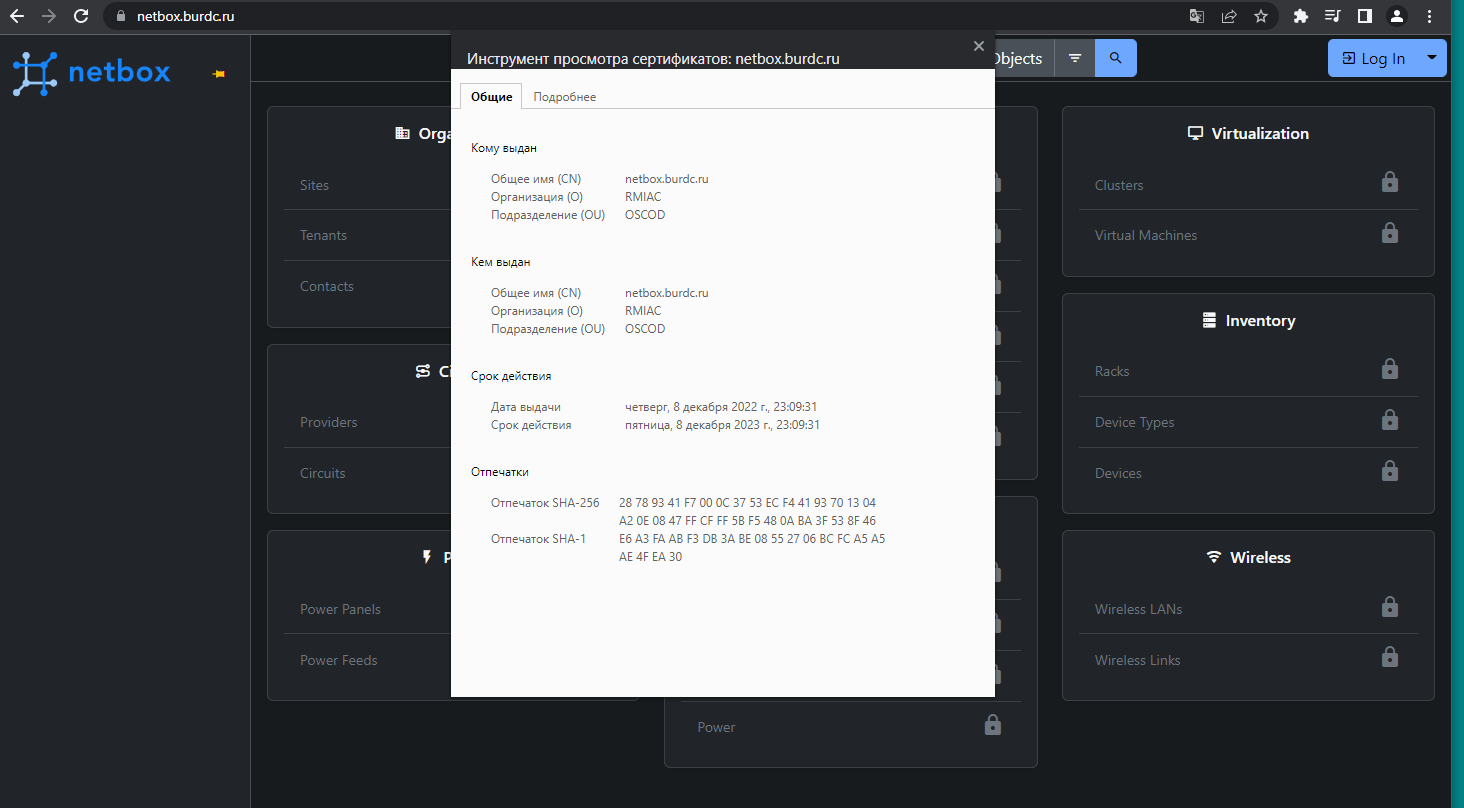 netbox.burdc.ru
netbox
Objects
Log In
Инструмент просмотра сертификатов: netbox.burdc.ru
Общие
Подробнее
Кому выдан
Общее имя (CN) netbox.burdc.ru
Организация (O) RMIAC
Подразделение (OU) OSCOD
Кем выдан
Общее имя (CN) netbox.burdc.ru
Организация (O) RMIAC
Подразделение (OU) OSCOD
Срок действия
Дата выдачи четверг, 8 декабря 2022 г., 23:09:31
Срок действия пятница, 8 декабря 2023 г., 23:09:31
Отпечатки
Отпечаток SHA-256 28 78 93 41 F7 00 0C 37 53 EC F4 41 93 70 13 04
A2 0E 08 47 FF CF FF 5B F5 48 0A BA 3F 53 8F 46
Отпечаток SHA-1 E6 A3 FA AB F3 DB 3A BE 08 55 27 06 BC FC A5 A5
AE 4F EA 30
Sites
Tenants
Contacts
Providers
Circuits
Power Panels
Power Feeds
Power
Virtualization
Clusters
Virtual Machines
Inventory
Racks
Device Types
Devices
Wireless
Wireless LANs
Wireless Links